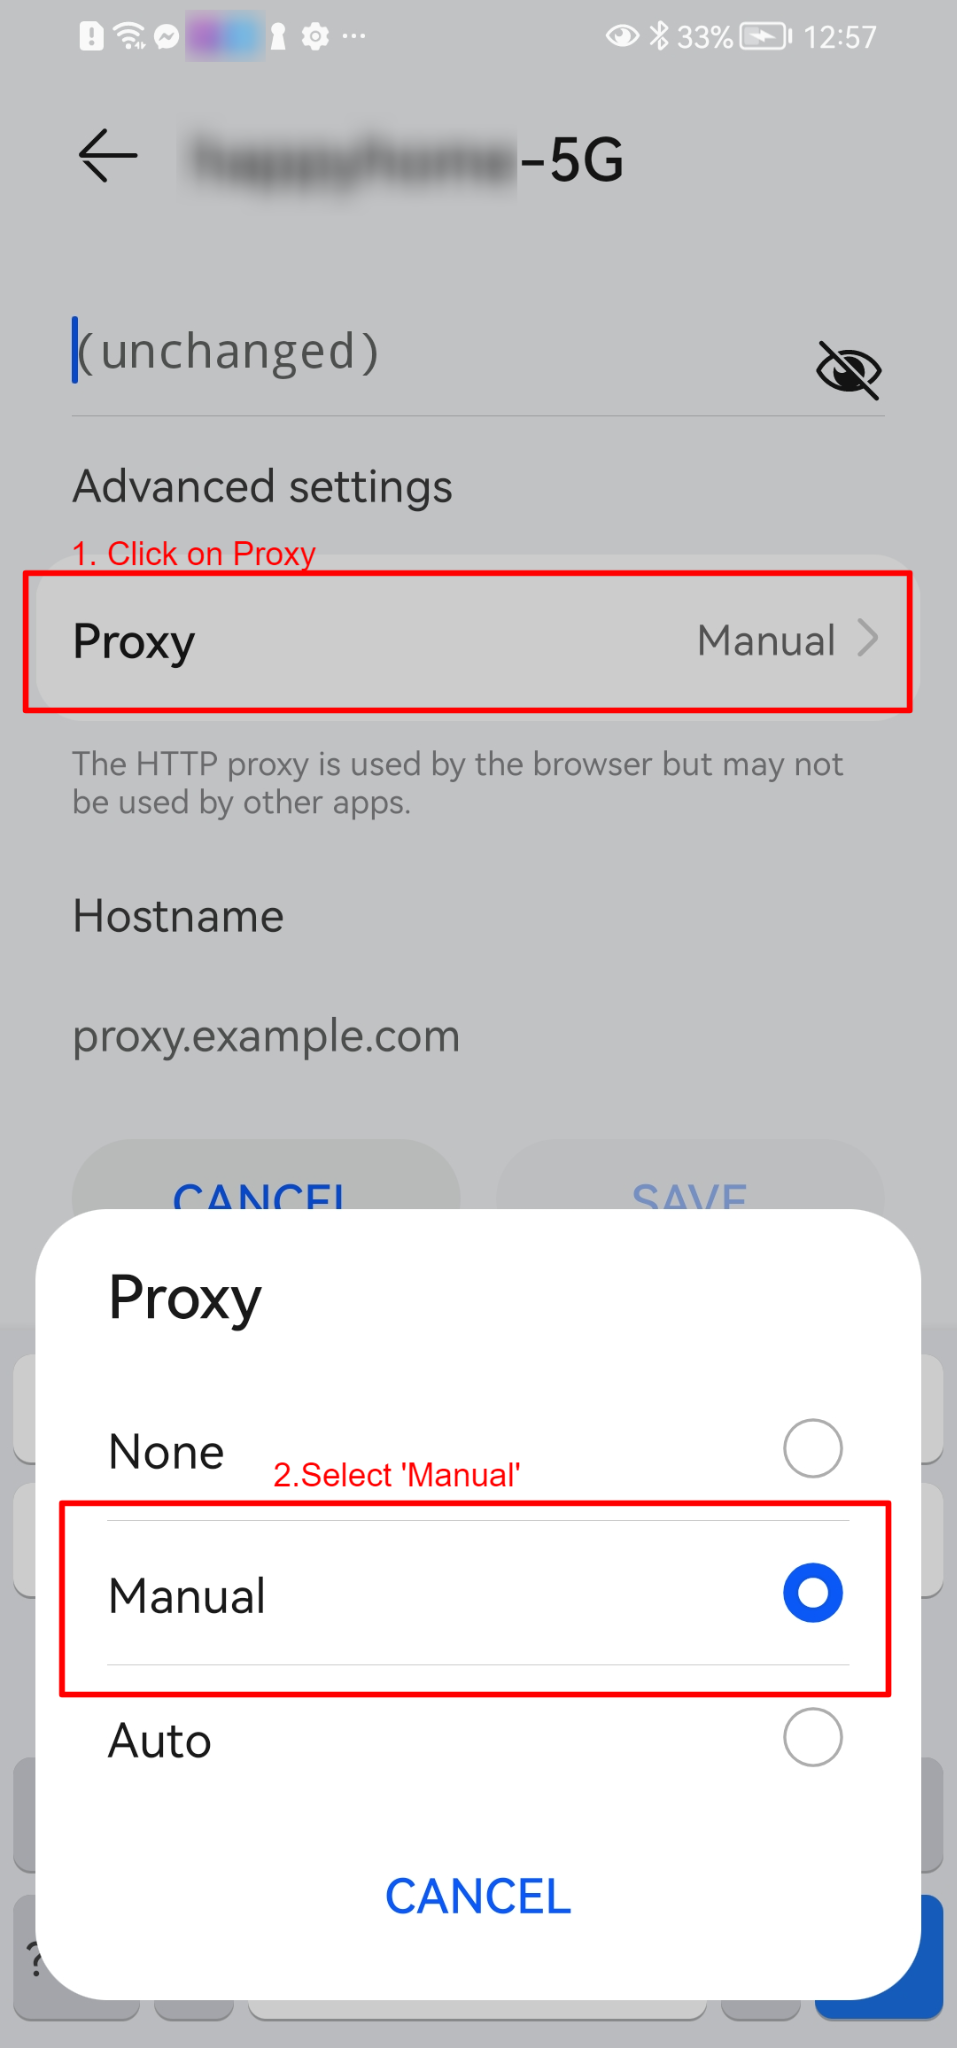 33% 12:57
-5G
(unchanged)
Advanced settings
1. Click on Proxy
Proxy Manual
The HTTP proxy is used by the browser but may not
be used by other apps.
Hostname
proxy.example.com
CANCEL SAVE
Proxy
None
2.Select 'Manual'
Manual
Auto
CANCEL
?